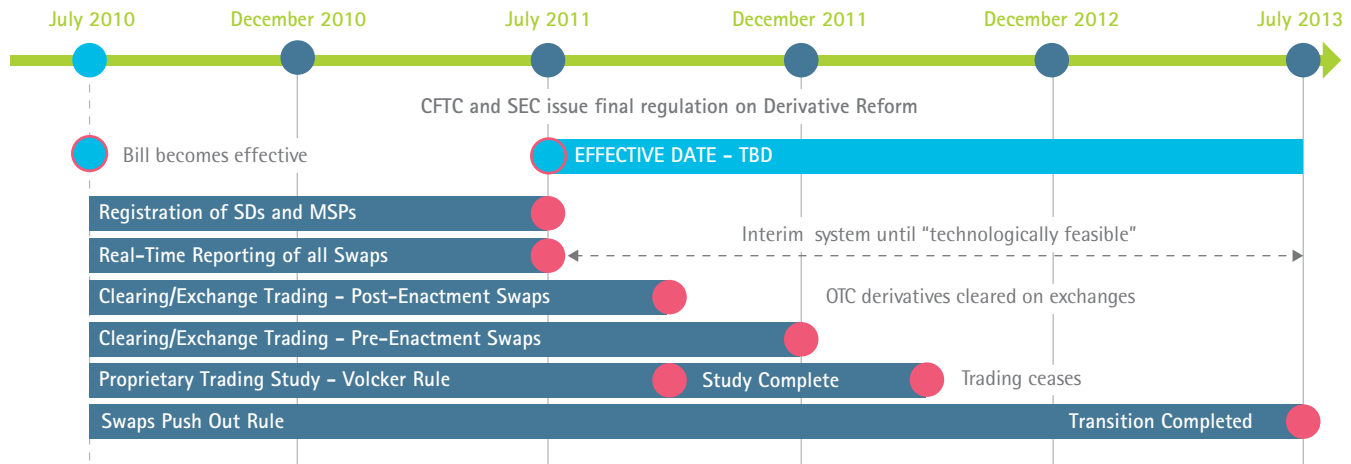 July 2010
December 2010
July 2011
December 2011
December 2012
July 2013
CFTC and SEC issue final regulation on Derivative Reform
Bill becomes effective
EFFECTIVE DATE - TBD
Registration of SDs and MSPs
Interim system until “technologically feasible”
Real-Time Reporting of all Swaps
Clearing/Exchange Trading - Post-Enactment Swaps
OTC derivatives cleared on exchanges
Clearing/Exchange Trading - Pre-Enactment Swaps
Proprietary Trading Study - Volcker Rule
Study Complete
Trading ceases
Swaps Push Out Rule
Transition Completed